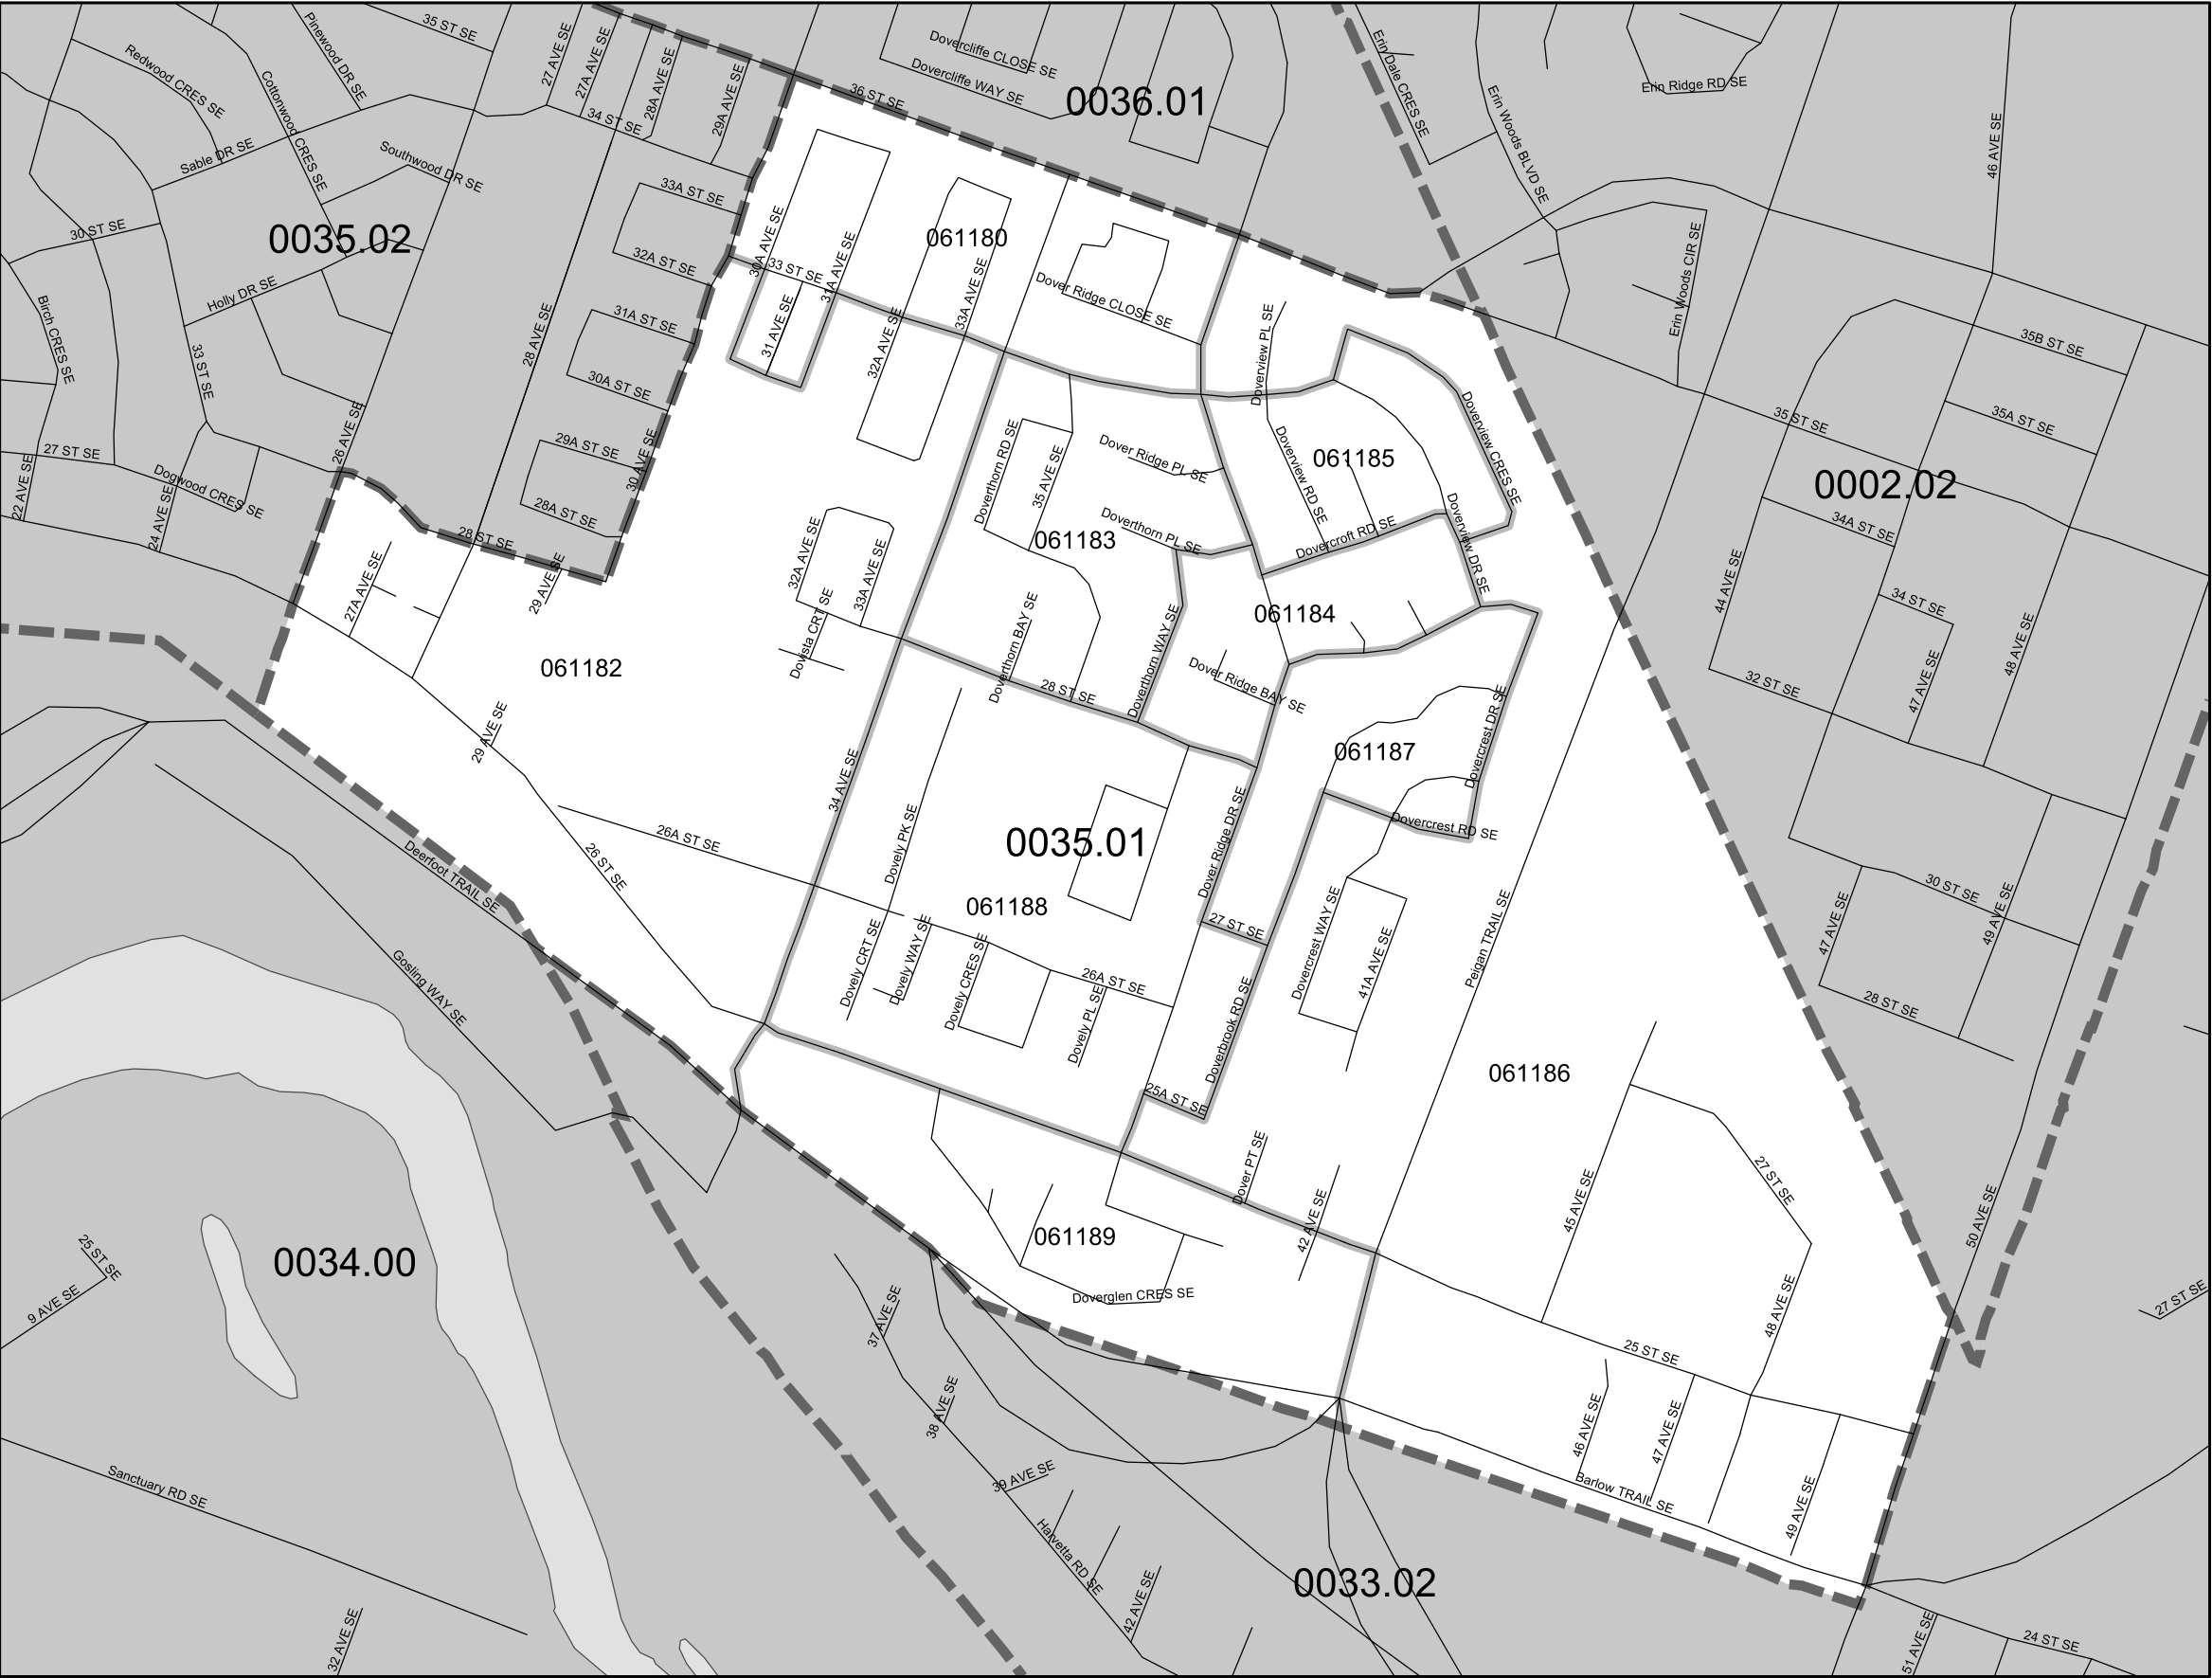 35 ST SE
Pinewood DR SE
Redwood CRES SE
Cottonwood CRES SE
27 AVE SE
27A AVE SE
28A AVE SE
29A AVE SE
34 ST SE
Sable DR SE
Southwood DR SE
Dovercliffe CLOSE SE
Dovercliffe WAY SE
36 ST SE
0036.01
Erin Dale CRES SE
Erin Woods BLVD SE
Erin Ridge RD SE
46 AVE SE
30 ST SE
0035.02
33A ST SE
32A ST SE
30A AVE SE
31A AVE SE
33 ST SE
31 AVE SE
061180
33A AVE SE
32A AVE SE
Dover Ridge CLOSE SE
Doverview PL SE
Erin Woods CIR SE
Birch CRES SE
Holly DR SE
33 ST SE
28 AVE SE
31A ST SE
30A ST SE
29A ST SE
28A ST SE
30 AVE SE
26 AVE SE
27 ST SE
22 AVE SE
24 AVE SE
Dogwood CRES SE
28 ST SE
27A AVE SE
29 AVE SE
35B ST SE
35A ST SE
35 ST SE
0002.02
34A ST SE
34 ST SE
44 AVE SE
47 AVE SE
48 AVE SE
32 ST SE
Doverthorn RD SE
35 AVE SE
Dover Ridge PL SE
Doverthorn PL SE
061183
Doverview RD SE
061185
Doverview CRES SE
Doverview DR SE
Dovercroft RD SE
061184
32A AVE SE
33A AVE SE
Dovista CRT SE
Doverthorn BAY SE
Doverthorn WAY SE
28 ST SE
Dover Ridge BAY SE
061182
29 AVE SE
34 AVE SE
Dovely PK SE
061187
Dovercrest DR SE
Dovercrest RD SE
26A ST SE
26 ST SE
0035.01
Dover Ridge DR SE
061188
27 ST SE
Dovercrest WAY SE
41A AVE SE
Peigan TRAIL SE
30 ST SE
47 AVE SE
49 AVE SE
28 ST SE
Deerfoot TRAIL SE
Gosling WAY SE
Dovely CRT SE
Dovely WAY SE
Dovely CRES SE
26A ST SE
Dovely PL SE
Doverbrook RD SE
25A ST SE
061186
45 AVE SE
27 ST SE
50 AVE SE
Dover PT SE
42 AVE SE
061189
Doverglen CRES SE
25 ST SE
9 AVE SE
0034.00
37 AVE SE
38 AVE SE
39 AVE SE
Harvetta RD SE
42 AVE SE
0033.02
48 AVE SE
25 ST SE
46 AVE SE
47 AVE SE
49 AVE SE
Barlow TRAIL SE
27 ST SE
Sanctuary RD SE
32 AVE SE
51 AVE SE
24 ST SE